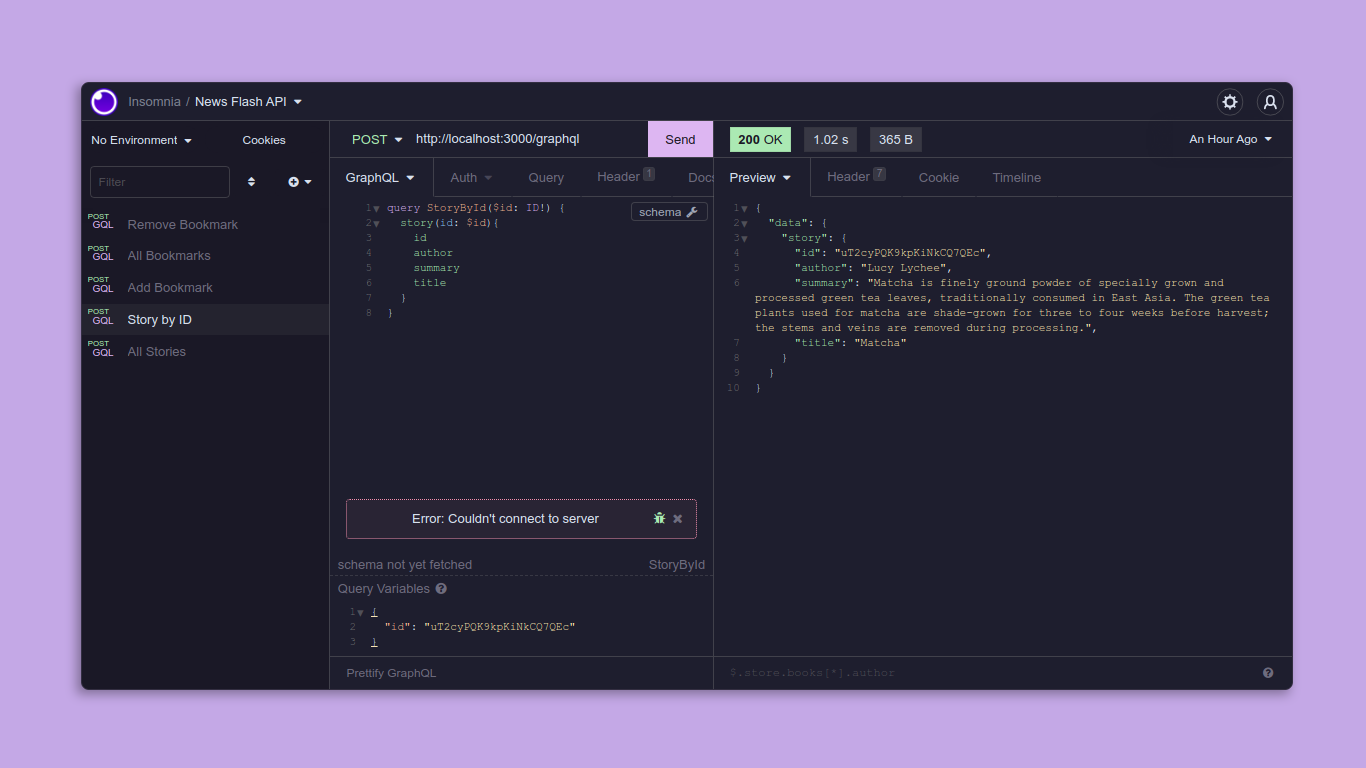 Insomnia / News Flash API
No Environment
Cookies
Filter
POST
GQL
Remove Bookmark
POST
GQL
All Bookmarks
POST
GQL
Add Bookmark
POST
GQL
Story by ID
POST
GQL
All Stories
POST
http://localhost:3000/graphql
Send
GraphQL
Auth
Query
Header 1
Docs
schema
1 query StoryById($id: ID!) {
2 story(id: $id){
3 id
4 author
5 summary
6 title
7 }
8 }
Error: Couldn't connect to server
schema not yet fetched
StoryById
Query Variables
1 {
2 "id": "uT2cyPQK9kpKiNkCQ7QEc"
3 }
Prettify GraphQL
200 OK
1.02 s
365 B
An Hour Ago
Preview
Header 7
Cookie
Timeline
1 {
2 "data": {
3 "story": {
4 "id": "uT2cyPQK9kpKiNkCQ7QEc",
5 "author": "Lucy Lychee",
6 "summary": "Matcha is finely ground powder of specially grown and
processed green tea leaves, traditionally consumed in East Asia. The green tea
plants used for matcha are shade-grown for three to four weeks before harvest;
the stems and veins are removed during processing.",
7 "title": "Matcha"
8 }
9 }
10 }
$.store.books[*].author